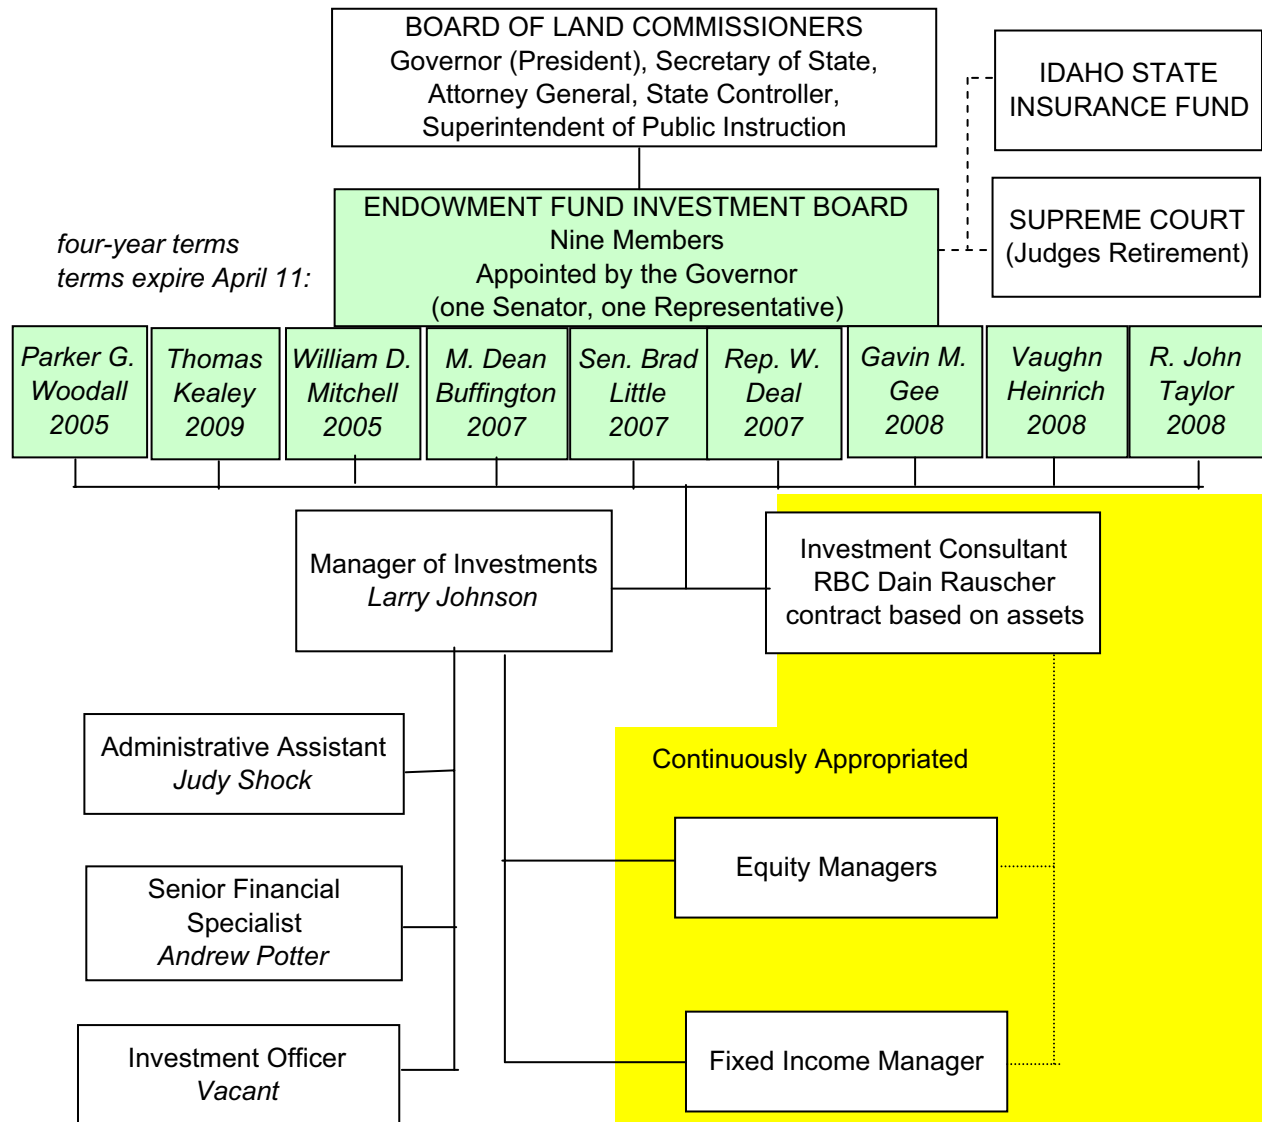 BOARD OF LAND COMMISSIONERS
Governor (President), Secretary of State,
Attorney General, State Controller,
Superintendent of Public Instruction
IDAHO STATE
INSURANCE FUND
ENDOWMENT FUND INVESTMENT BOARD
Nine Members
Appointed by the Governor
(one Senator, one Representative)
SUPREME COURT
(Judges Retirement)
four-year terms
terms expire April 11:
Parker G.
Woodall
2005
Thomas
Kealey
2009
William D.
Mitchell
2005
M. Dean
Buffington
2007
Sen. Brad
Little
2007
Rep. W.
Deal
2007
Gavin M.
Gee
2008
Vaughn
Heinrich
2008
R. John
Taylor
2008
Manager of Investments
Larry Johnson
Investment Consultant
RBC Dain Rauscher
contract based on assets
Administrative Assistant
Judy Shock
Continuously Appropriated
Equity Managers
Senior Financial
Specialist
Andrew Potter
Investment Officer
Vacant
Fixed Income Manager